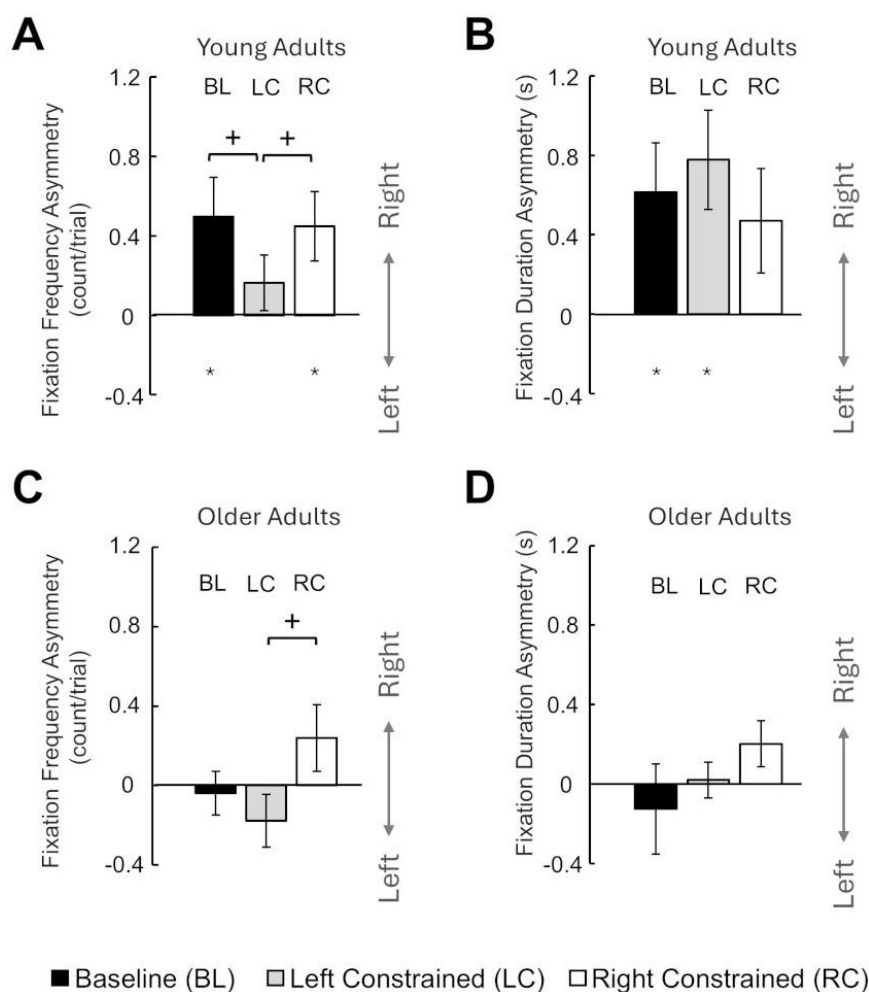 A
Young Adults
1.2
BL LC RC
+ +
0.8
0.4
0
-0.4
* *
Fixation Frequency Asymmetry
(count/trial)
Right
Left
B
Young Adults
1.2
BL LC RC
0.8
0.4
0
-0.4
* *
Fixation Duration Asymmetry (s)
Right
Left
C
Older Adults
1.2
BL LC RC
+
0.8
0.4
0
-0.4
Fixation Frequency Asymmetry
(count/trial)
Right
Left
D
Older Adults
1.2
BL LC RC
0.8
0.4
0
-0.4
Fixation Duration Asymmetry (s)
Right
Left
Baseline (BL) Left Constrained (LC) Right Constrained (RC)